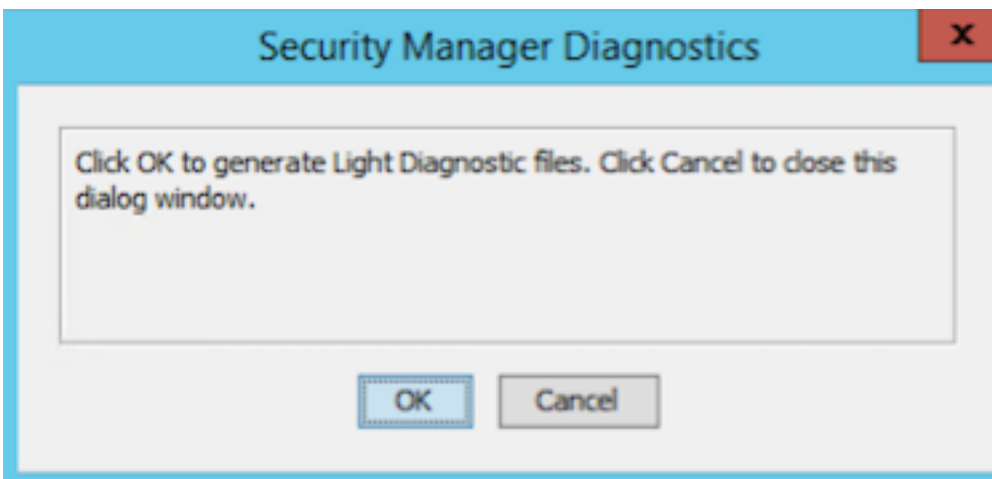 Security Manager Diagnostics
x
Click OK to generate Light Diagnostic files. Click Cancel to close this
dialog window.
OK
Cancel